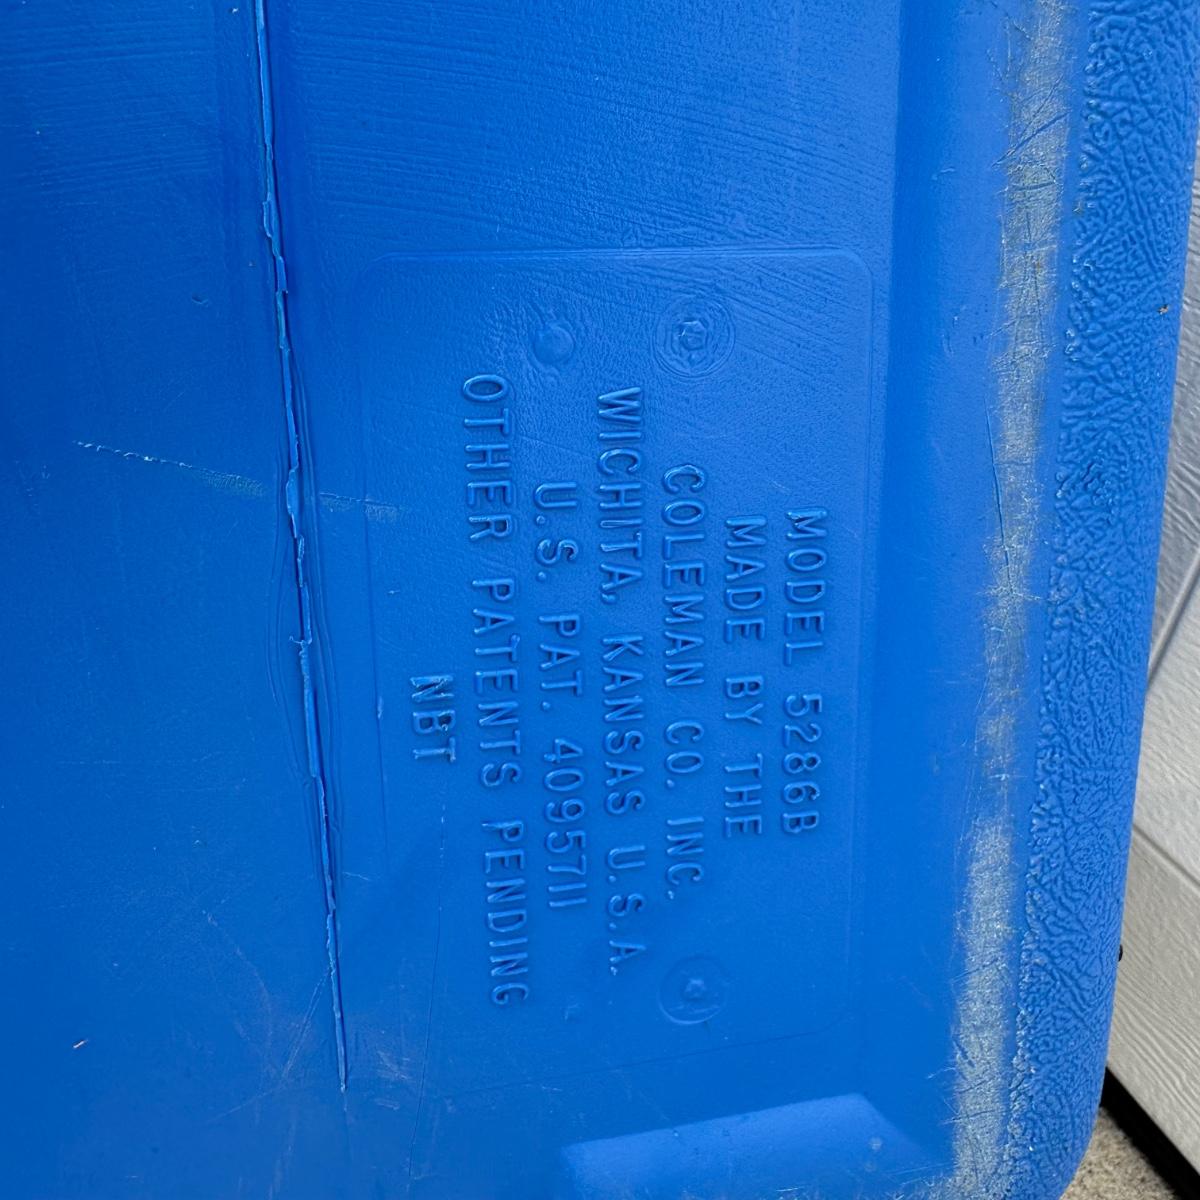 MODEL 5286B
MADE BY THE
COLEMAN CO. INC.
WICHITA, KANSAS U.S.A.
U.S. PAT. 4095711
OTHER PATENTS PENDING
NBT